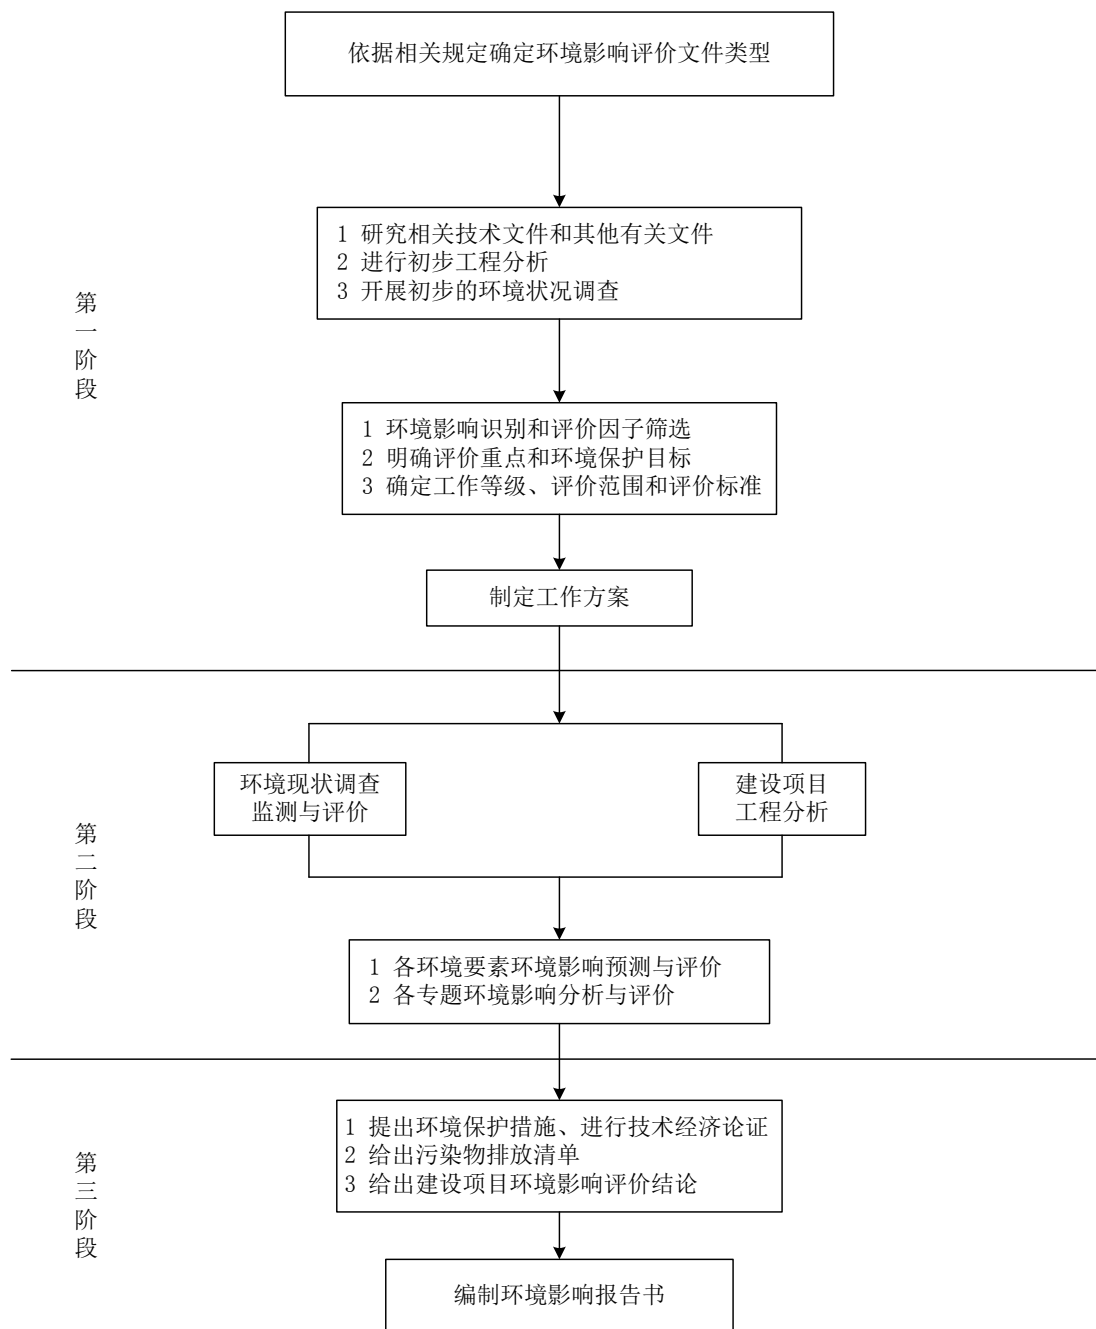 依据相关规定确定环境影响评价文件类型
1 研究相关技术文件和其他有关文件
2 进行初步工程分析
3 开展初步的环境状况调查
第
一
阶
段
1 环境影响识别和评价因子筛选
2 明确评价重点和环境保护目标
3 确定工作等级、评价范围和评价标准
制定工作方案
环境现状调查
监测与评价
建设项目
工程分析
第
二
阶
段
1 各环境要素环境影响预测与评价
2 各专题环境影响分析与评价
1 提出环境保护措施、进行技术经济论证
2 给出污染物排放清单
3 给出建设项目环境影响评价结论
第
三
阶
段
编制环境影响报告书